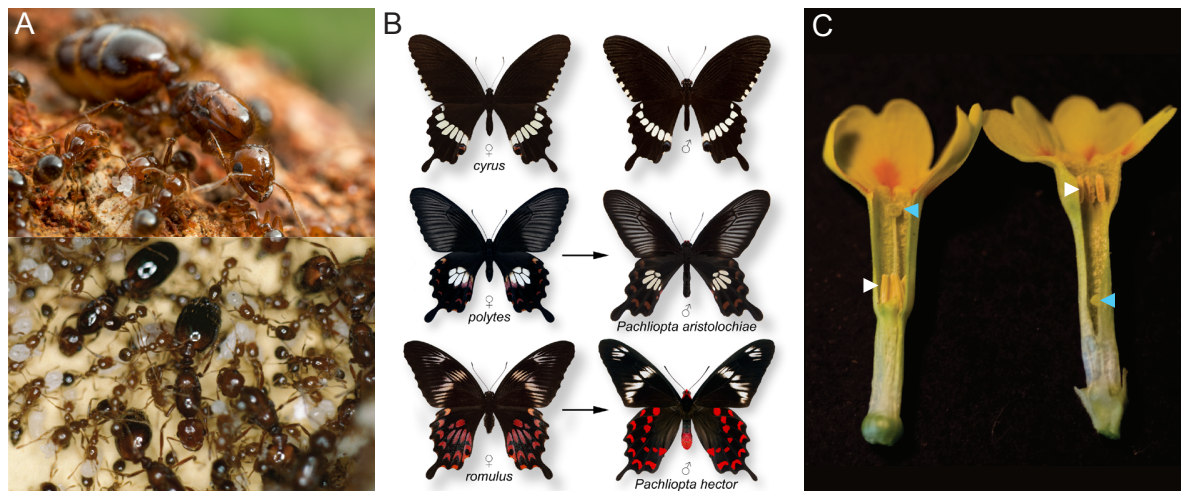 A
B
C
♀
cyrus
♂
♀
polytes
♂
Pachliopta aristolochiae
♀
romulus
♂
Pachliopta hector